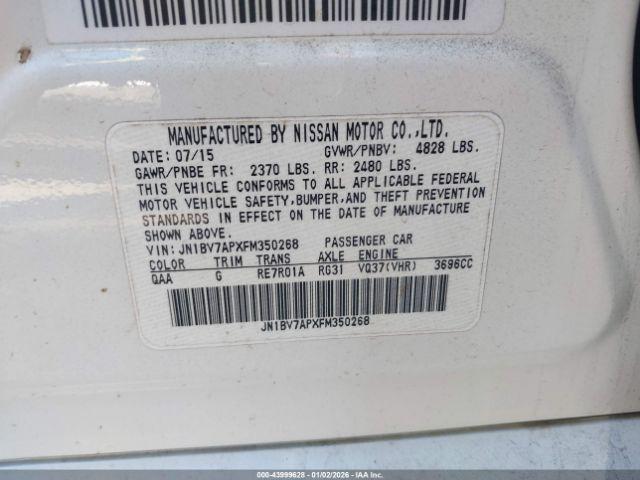 MANUFACTURED BY NISSAN MOTOR CO.,LTD.
DATE: 07/15 GVWR/PNBV: 4828 LBS.
GAWR/PNBE FR: 2370 LBS. RR: 2480 LBS.
THIS VEHICLE CONFORMS TO ALL APPLICABLE FEDERAL
MOTOR VEHICLE SAFETY,BUMPER,AND THEFT PREVENTION
STANDARDS IN EFFECT ON THE DATE OF MANUFACTURE
SHOWN ABOVE.
VIN: JN1BV7APXFM350268 PASSENGER CAR
COLOR TRIM TRANS AXLE ENGINE
QAA G RE7R01A RG31 VQ37(VHR) 3696CC
JN1BV7APXFM350268
000-43999628 - 01/02/2026 - IAA Inc.